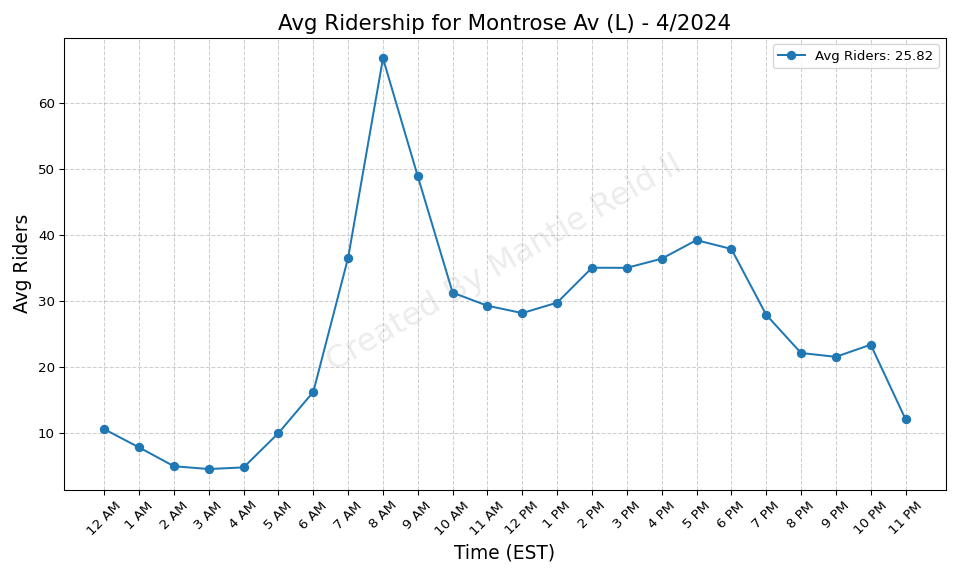 Avg Ridership for Montrose Av (L) - 4/2024
Avg Riders: 25.82
Avg Riders
60
50
40
30
20
10
Created By Mantie Reid II
12 AM
1 AM
2 AM
3 AM
4 AM
5 AM
6 AM
7 AM
8 AM
9 AM
10 AM
11 AM
12 PM
1 PM
2 PM
3 PM
4 PM
5 PM
6 PM
7 PM
8 PM
9 PM
10 PM
11 PM
Time (EST)